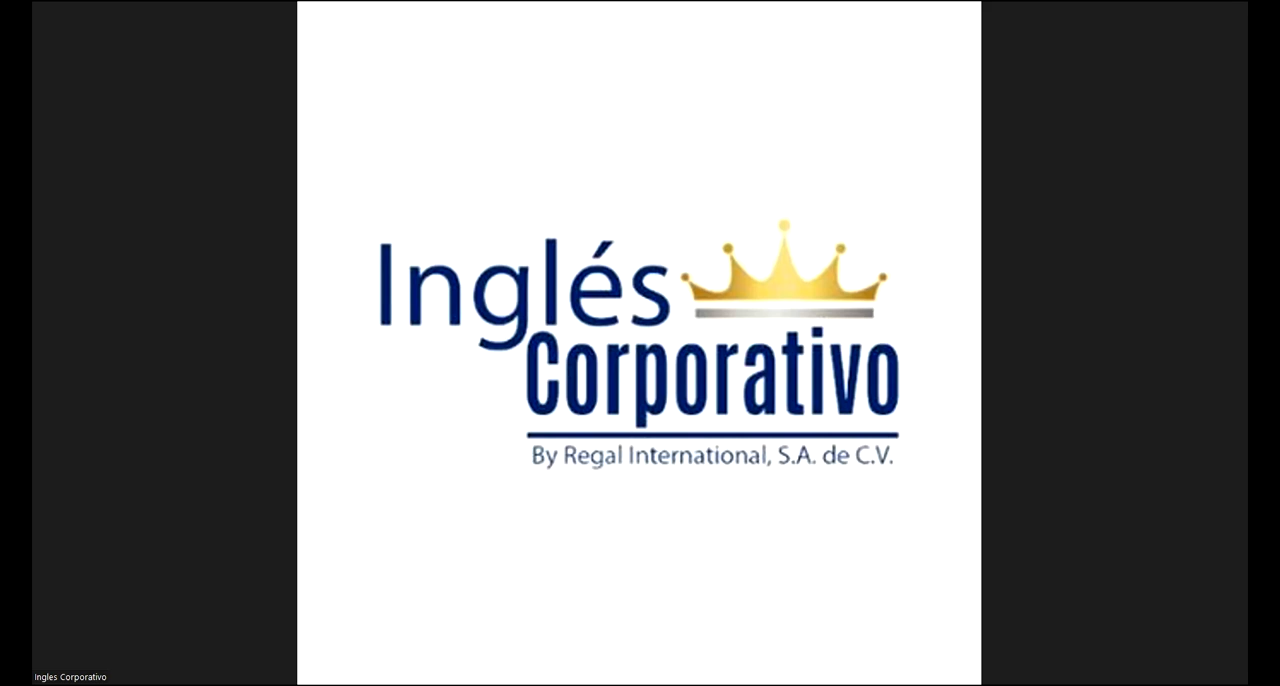 Inglés
Corporativo
By Regal International, S.A. de C.V.
Ingles Corporativo